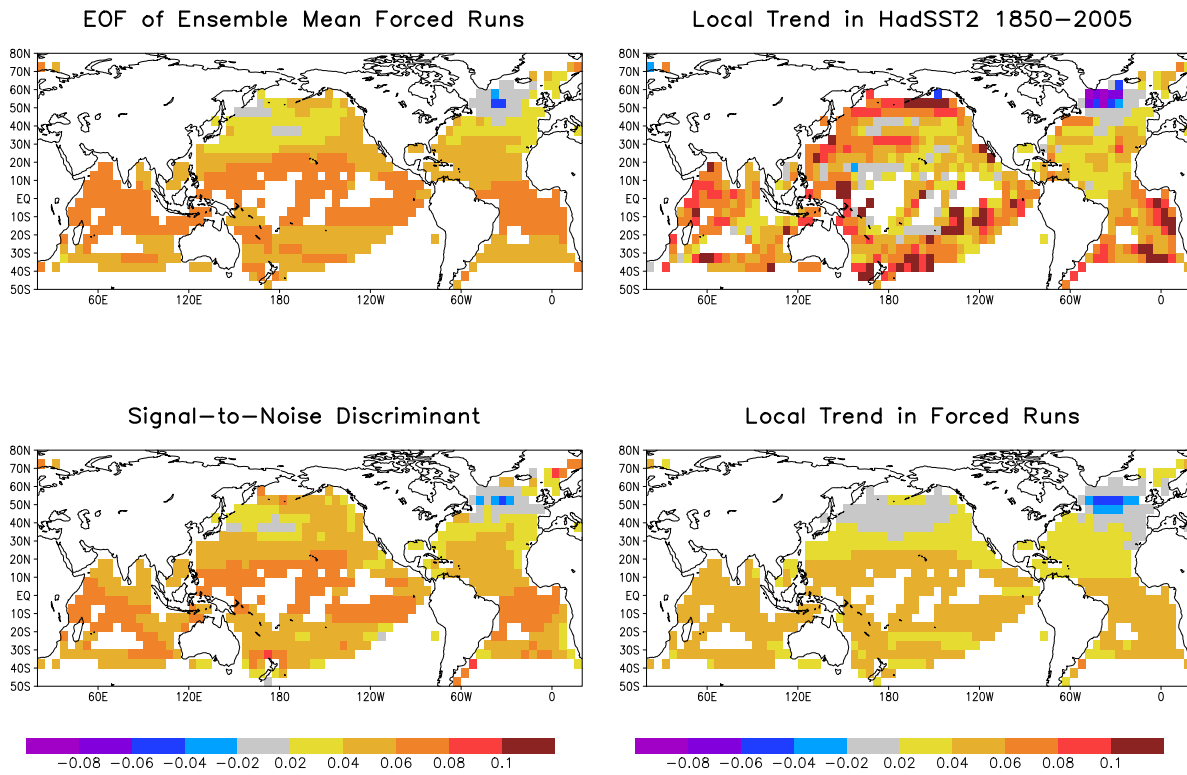 EOF of Ensemble Mean Forced Runs
80N
70N
60N
50N
40N
30N
20N
10N
EQ
10S
20S
30S
40S
50S
60E
120E
180
120W
60W
0
Local Trend in HadSST2 1850−2005
80N
70N
60N
50N
40N
30N
20N
10N
EQ
10S
20S
30S
40S
50S
60E
120E
180
120W
60W
0
Signal−to−Noise Discriminant
80N
70N
60N
50N
40N
30N
20N
10N
EQ
10S
20S
30S
40S
50S
60E
120E
180
120W
60W
0
Local Trend in Forced Runs
80N
70N
60N
50N
40N
30N
20N
10N
EQ
10S
20S
30S
40S
50S
60E
120E
180
120W
60W
0
−0.08 −0.06 −0.04 −0.02 0.02 0.04 0.06 0.08 0.1
−0.08 −0.06 −0.04 −0.02 0.02 0.04 0.06 0.08 0.1